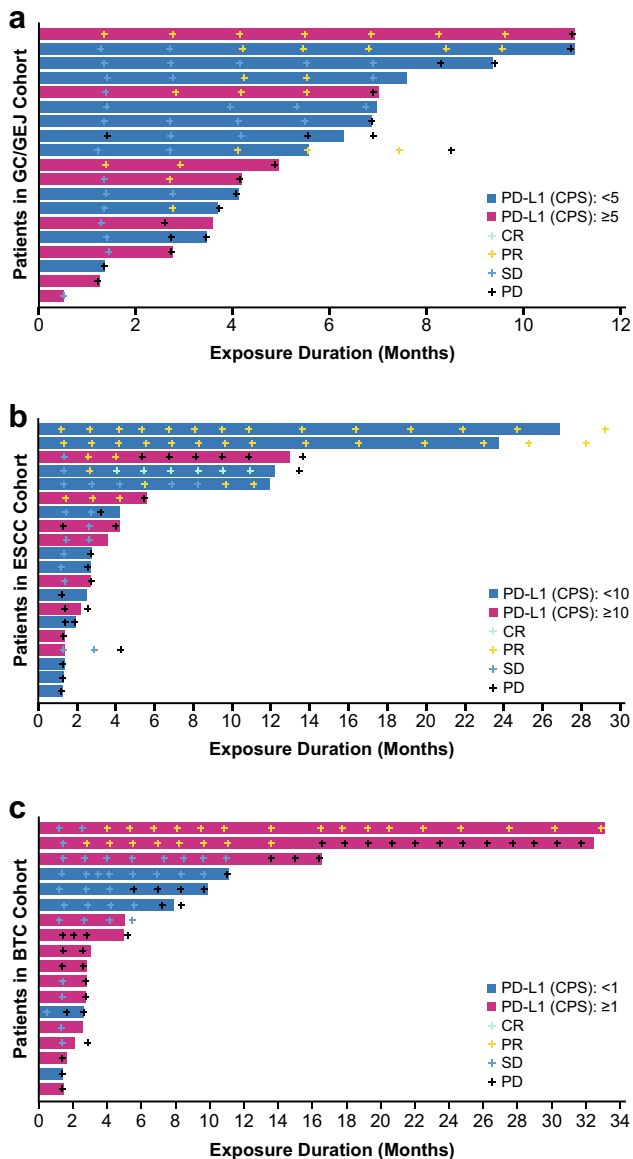 a
Patients in GC/GEJ Cohort
PD-L1 (CPS): <5
PD-L1 (CPS): ≥5
CR
PR
SD
PD
0 2 4 6 8 10 12
Exposure Duration (Months)
b
Patients in ESCC Cohort
PD-L1 (CPS): <10
PD-L1 (CPS): ≥10
CR
PR
SD
PD
0 2 4 6 8 10 12 14 16 18 20 22 24 26 28 30
Exposure Duration (Months)
c
Patients in BTC Cohort
PD-L1 (CPS): <1
PD-L1 (CPS): ≥1
CR
PR
SD
PD
0 2 4 6 8 10 12 14 16 18 20 22 24 26 28 30 32 34
Exposure Duration (Months)